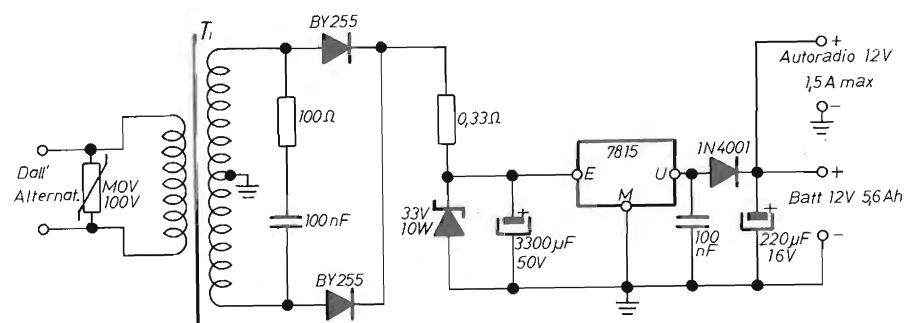 T1
BY255
Autoradio 12V
1,5A max
+
-
100Ω
0,33Ω
7815
E
U
M
1N4001
+
Batt 12V 5,6Ah
-
Dall'
Alternat.
MOV
100V
100nF
33V
10W
+
3300µF
50V
100
nF
+
220µF
16V
BY255